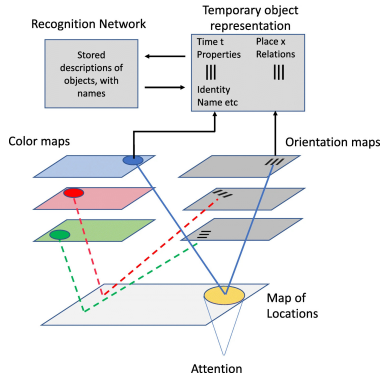 Recognition Network
Temporary object
representation
Stored
descriptions of
objects, with
names
Time t
Properties
Place x
Relations
Identity
Name etc
Color maps
Orientation maps
Map of
Locations
Attention